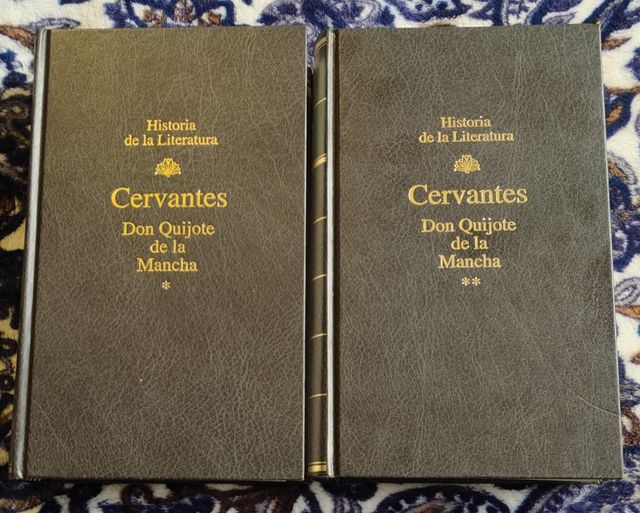 Historia
de la Literatura
Cervantes
Don Quijote
de la
Mancha
*
Historia
de la Literatura
Cervantes
Don Quijote
de la
Mancha
**